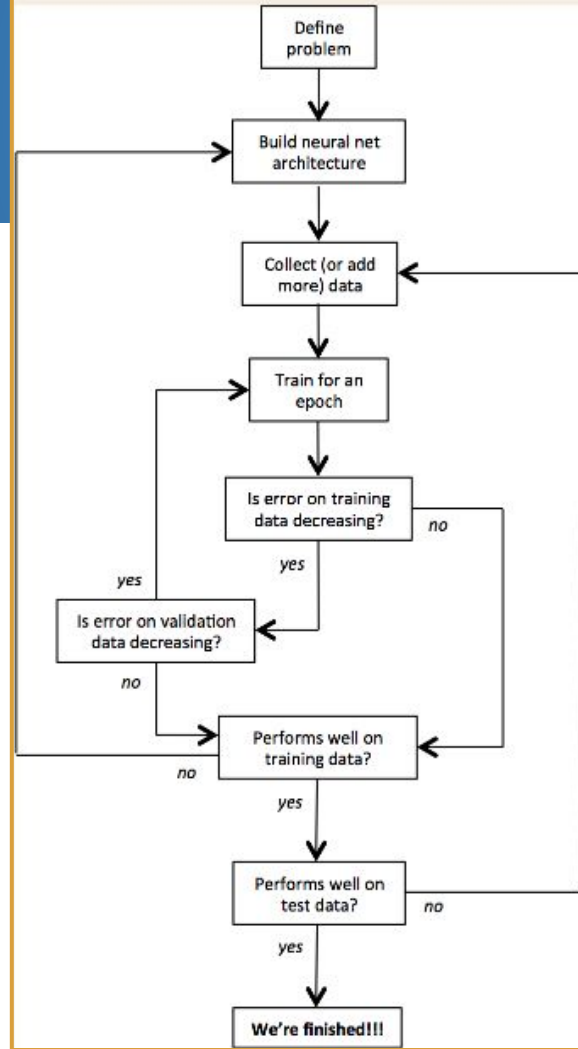 Define
problem
Build neural net
architecture
Collect (or add
more) data
Train for an
epoch
Is error on training
data decreasing?
no
yes
yes
Is error on validation
data decreasing?
no
Performs well on
training data?
no
yes
Performs well on
test data?
no
yes
We're finished!!!